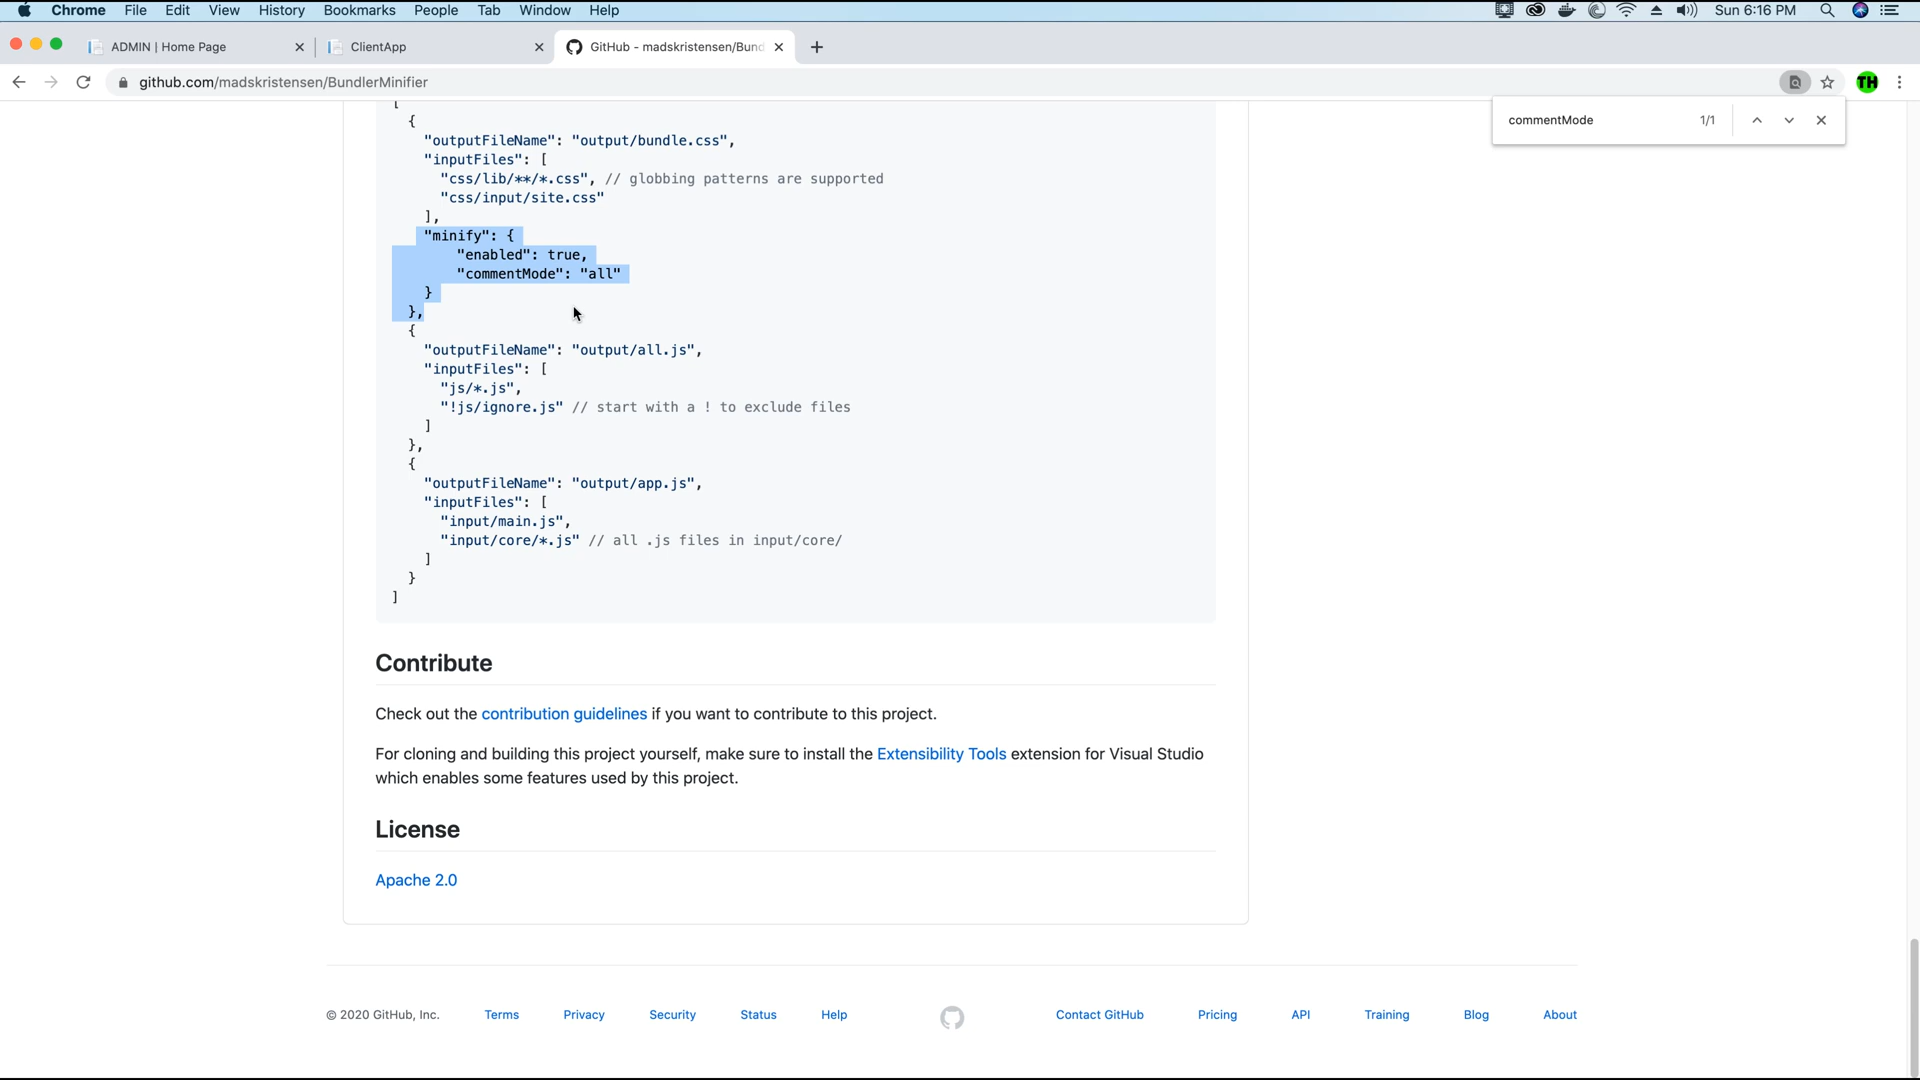 Chrome File Edit View History Bookmarks People Tab Window Help Sun 6:16 PM
ADMIN | Home Page ClientApp GitHub - madskristensen/Bund
github.com/madskristensen/BundlerMinifier TH
commentMode 1/1
[
{
"outputFileName": "output/bundle.css",
"inputFiles": [
"css/lib/**/*.css", // globbing patterns are supported
"css/input/site.css"
],
"minify": {
"enabled": true,
"commentMode": "all"
}
},
{
"outputFileName": "output/all.js",
"inputFiles": [
"js/*.js",
"!js/ignore.js" // start with a ! to exclude files
]
},
{
"outputFileName": "output/app.js",
"inputFiles": [
"input/main.js",
"input/core/*.js" // all .js files in input/core/
]
}
]
Contribute
Check out the contribution guidelines if you want to contribute to this project.
For cloning and building this project yourself, make sure to install the Extensibility Tools extension for Visual Studio
which enables some features used by this project.
License
Apache 2.0
© 2020 GitHub, Inc. Terms Privacy Security Status Help Contact GitHub Pricing API Training Blog About